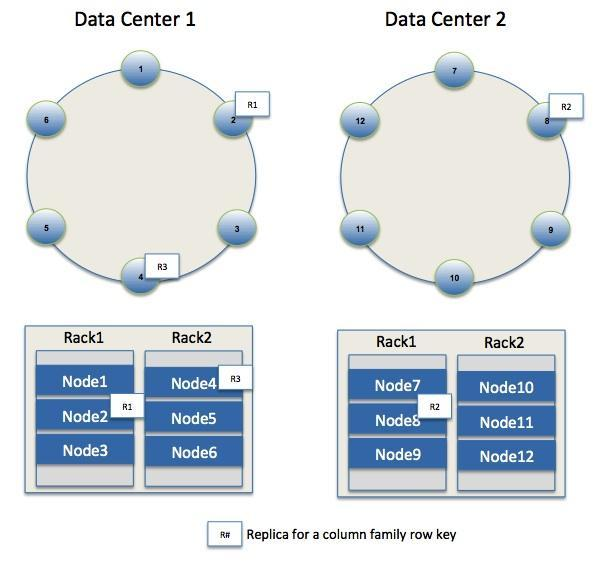 Data Center 1
Data Center 2
1
R1
2
3
R3
4
5
6
7
R2
8
9
10
11
12
Rack1
Rack2
Node1
Node4
R3
R1
Node2
Node5
Node3
Node6
Rack1
Rack2
Node7
Node10
R2
Node8
Node11
Node9
Node12
R# Replica for a column family row key